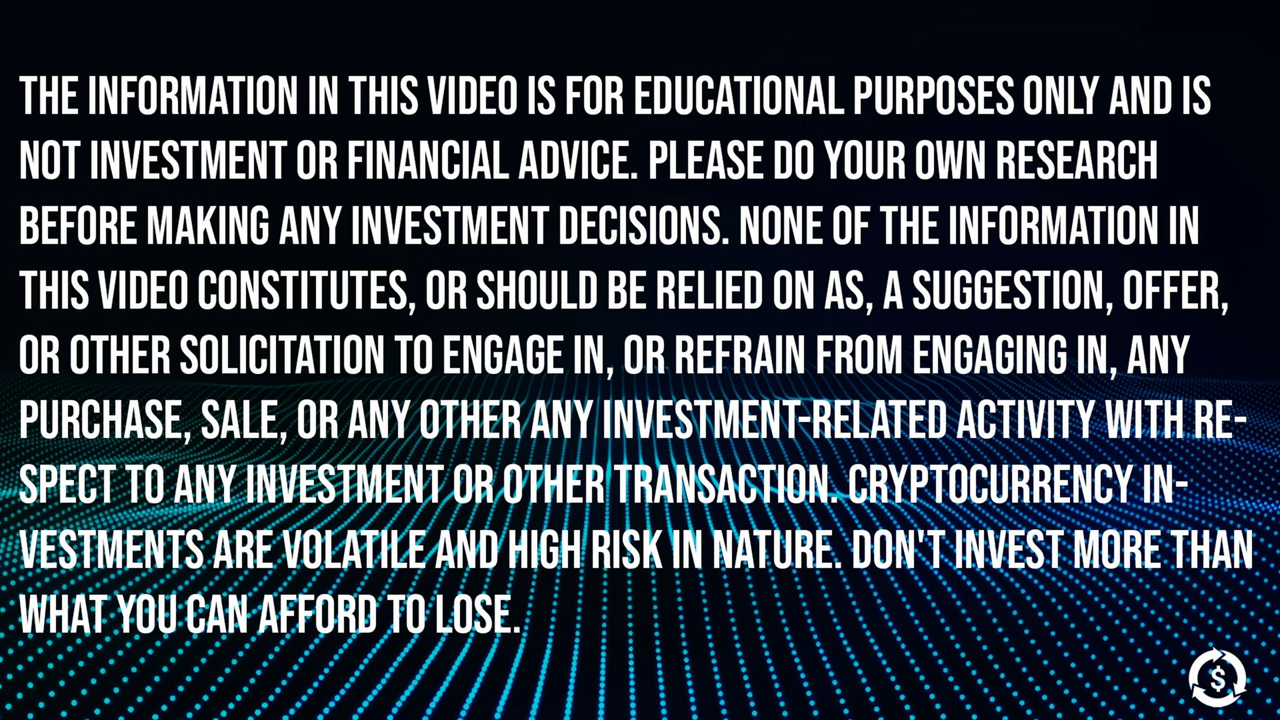 THE INFORMATION IN THIS VIDEO IS FOR EDUCATIONAL PURPOSES ONLY AND IS
NOT INVESTMENT OR FINANCIAL ADVICE. PLEASE DO YOUR OWN RESEARCH
BEFORE MAKING ANY INVESTMENT DECISIONS. NONE OF THE INFORMATION IN
THIS VIDEO CONSTITUTES, OR SHOULD BE RELIED ON AS, A SUGGESTION, OFFER,
OR OTHER SOLICITATION TO ENGAGE IN, OR REFRAIN FROM ENGAGING IN, ANY
PURCHASE, SALE, OR ANY OTHER ANY INVESTMENT-RELATED ACTIVITY WITH RE-
SPECT TO ANY INVESTMENT OR OTHER TRANSACTION. CRYPTOCURRENCY IN-
VESTMENTS ARE VOLATILE AND HIGH RISK IN NATURE. DON'T INVEST MORE THAN
WHAT YOU CAN AFFORD TO LOSE.
$